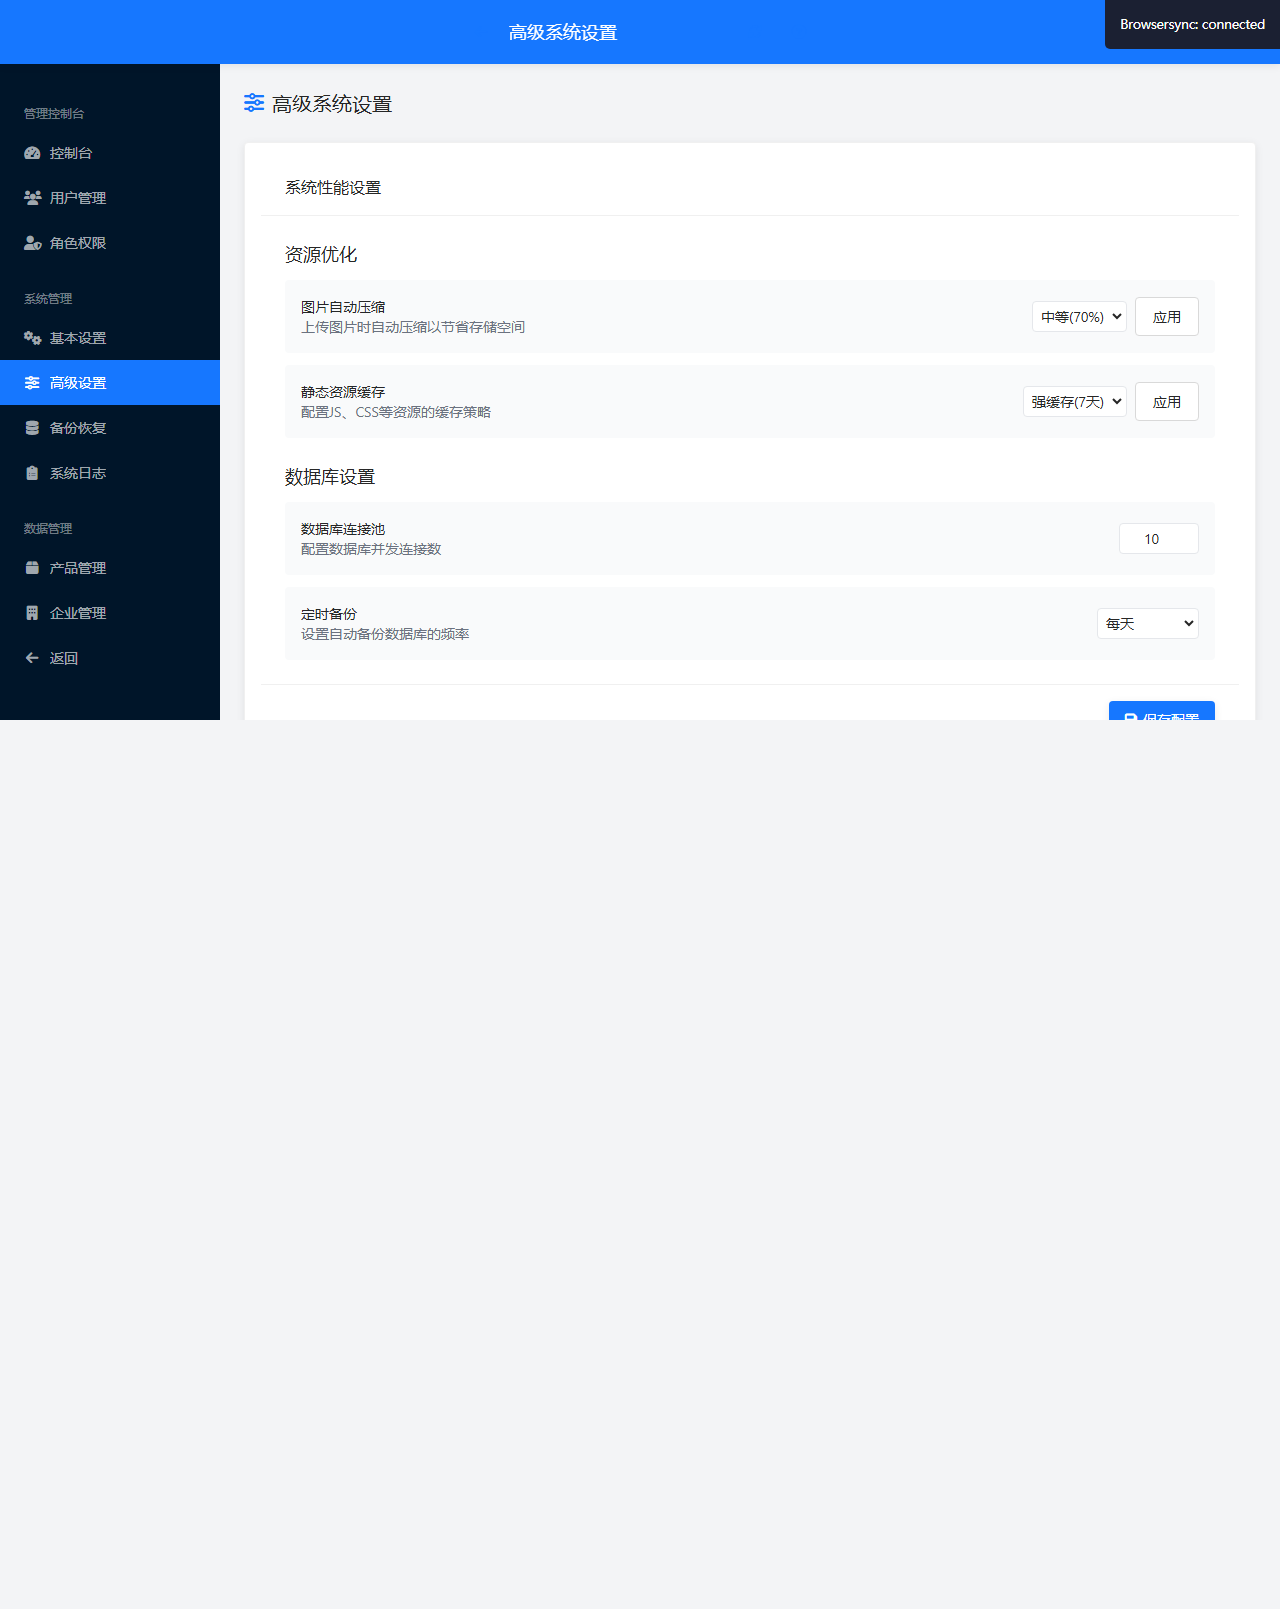 高级系统设置
Browsersync: connected
管理控制台
控制台
用户管理
角色权限
系统管理
基本设置
高级设置
备份恢复
系统日志
数据管理
产品管理
企业管理
返回
高级系统设置
系统性能设置
资源优化
图片自动压缩
上传图片时自动压缩以节省存储空间
中等(70%)
应用
静态资源缓存
配置JS、CSS等资源的缓存策略
强缓存(7天)
应用
数据库设置
数据库连接池
配置数据库并发连接数
10
定时备份
设置自动备份数据库的频率
每天
保存配置